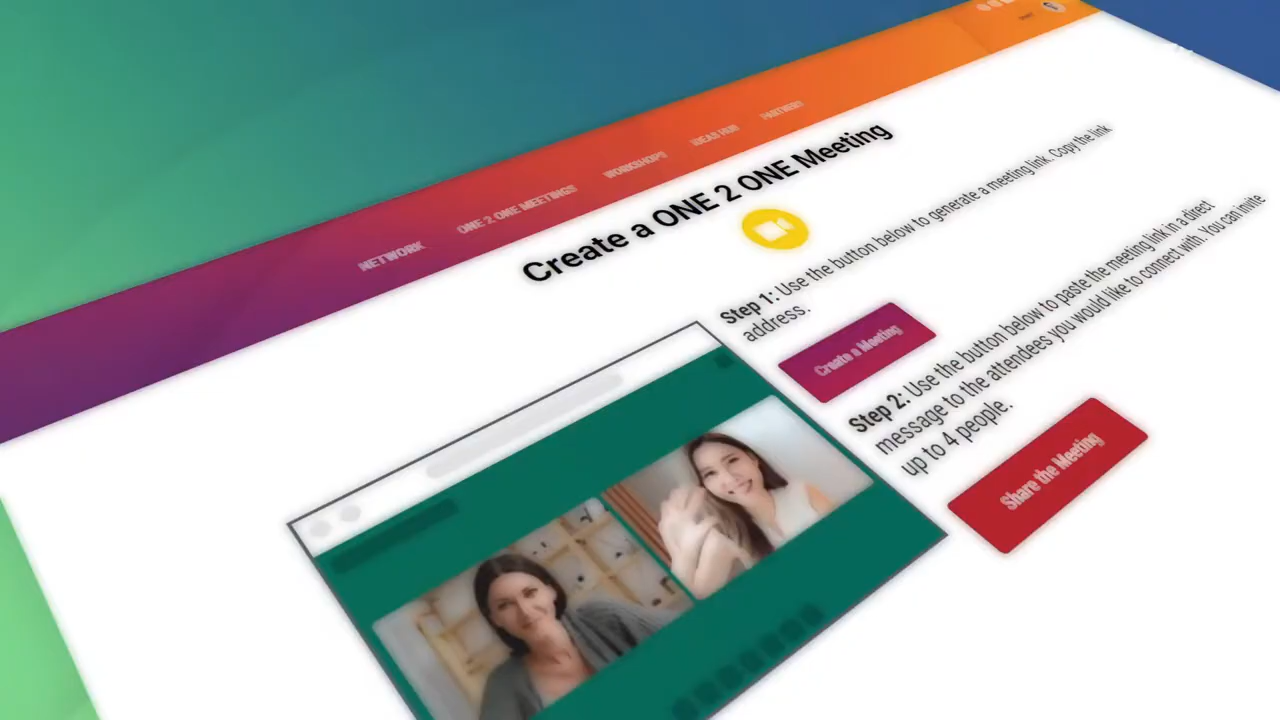 NETWORK
ONE 2 ONE MEETINGS
WORKSHOPS
IDEAS HUB
Create a ONE 2 ONE Meeting
Step 1: Use the button below to generate a meeting link. Copy the link
address.
Create a Meeting
Step 2: Use the button below to paste the meeting link in a direct
message to the attendees you would like to connect with. You can invite
up to 4 people.
Share the Meeting